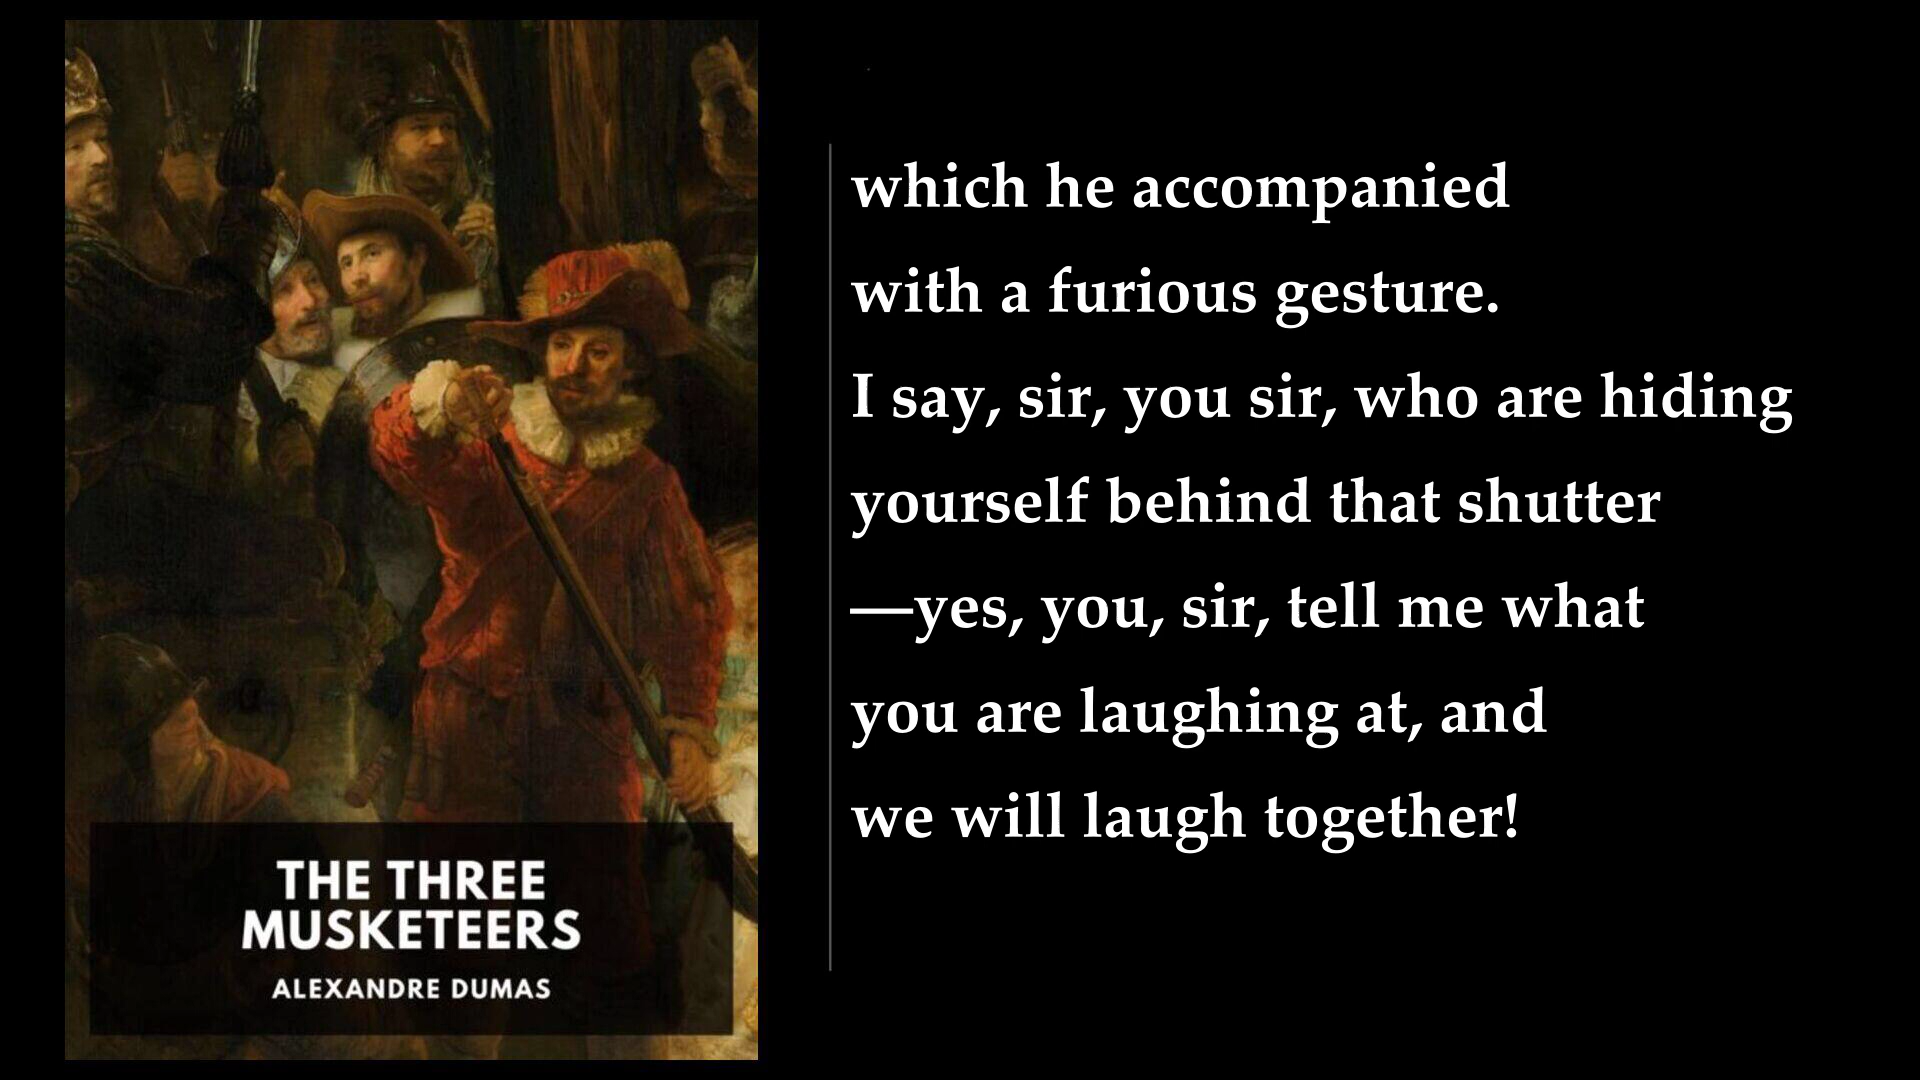 THE THREE
MUSKETEERS
ALEXANDRE DUMAS
which he accompanied
with a furious gesture.
I say, sir, you sir, who are hiding
yourself behind that shutter
—yes, you, sir, tell me what
you are laughing at, and
we will laugh together!